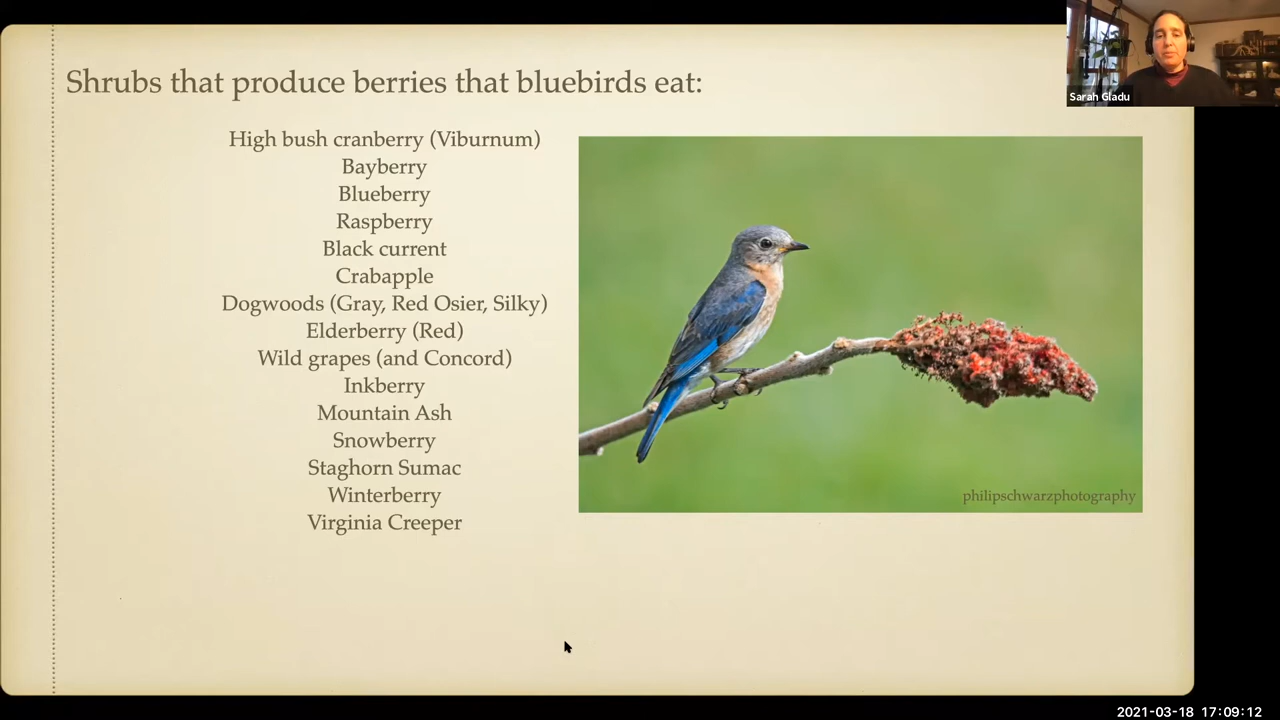 Shrubs that produce berries that bluebirds eat:
High bush cranberry (Viburnum)
Bayberry
Blueberry
Raspberry
Black current
Crabapple
Dogwoods (Gray, Red Osier, Silky)
Elderberry (Red)
Wild grapes (and Concord)
Inkberry
Mountain Ash
Snowberry
Staghorn Sumac
Winterberry
Virginia Creeper
philipschwarzphotography
Sarah Gladu
2021-03-18 17:09:12